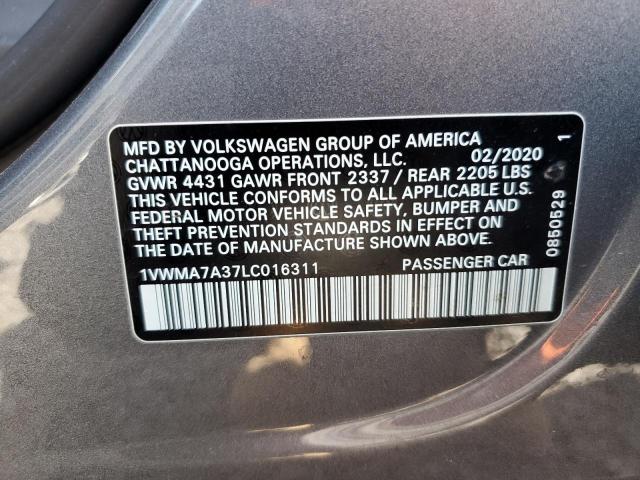 MFD BY VOLKSWAGEN GROUP OF AMERICA
CHATTANOOGA OPERATIONS, LLC. 02/2020 1
GVWR 4431 GAWR FRONT 2337 / REAR 2205 LBS
THIS VEHICLE CONFORMS TO ALL APPLICABLE U.S.
FEDERAL MOTOR VEHICLE SAFETY, BUMPER AND
THEFT PREVENTION STANDARDS IN EFFECT ON
THE DATE OF MANUFACTURE SHOWN ABOVE.
1VWMA7A37LC016311 PASSENGER CAR
0850529